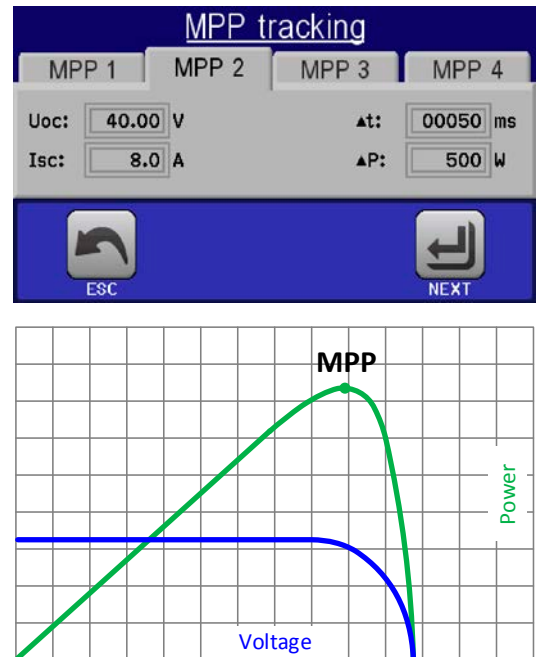 MPP tracking
MPP 1 MPP 2 MPP 3 MPP 4
Uoc: 40.00 V ▲t: 00050 ms
Isc: 8.0 A ▲P: 500 W
ESC NEXT
MPP
Power
Voltage